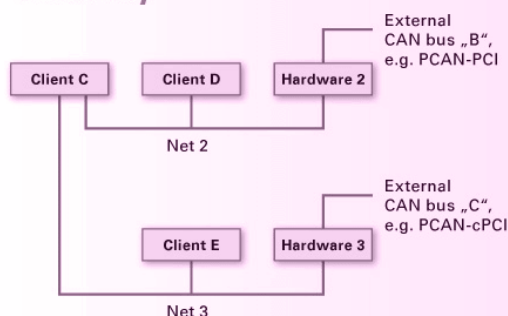 External
CAN bus „B“,
e.g. PCAN-PCI
Client C
Client D
Hardware 2
Net 2
External
CAN bus „C“,
e.g. PCAN-cPCI
Client E
Hardware 3
Net 3